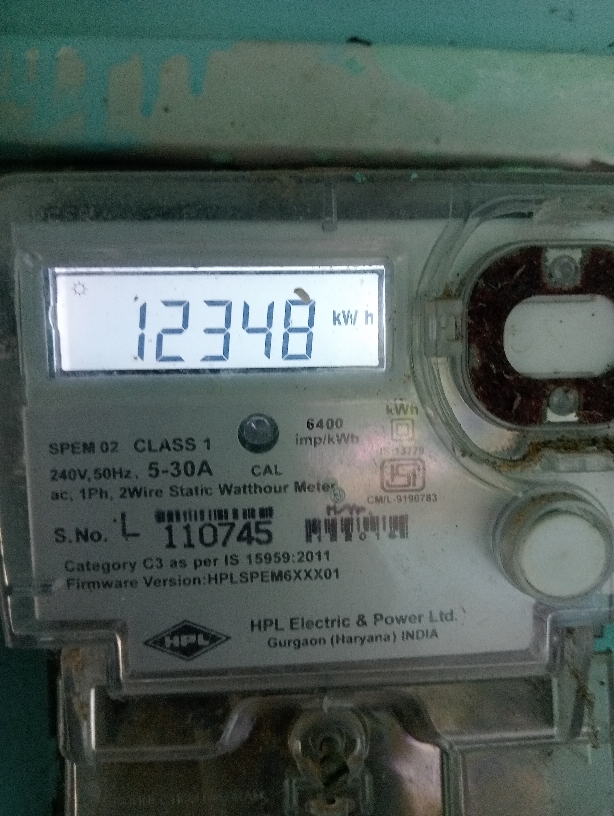 12348 kWh
6400
imp/kWh
kWh
IS 13779
SPEM 02 CLASS 1
240V,50Hz, 5-30A
CAL
ac, 1Ph, 2Wire Static Watthour Meter
CM/L-9190783
S.No. L 110745
Category C3 as per IS 15959:2011
Firmware Version:HPLSPEM6XXX01
HPL
HPL Electric & Power Ltd.
Gurgaon (Haryana) INDIA